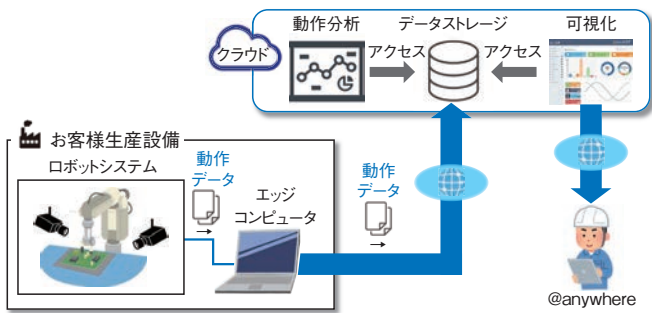 動作分析
データストレージ
可視化
クラウド
アクセス
アクセス
お客様生産設備
ロボットシステム
動作
データ
→
エッジ
コンピュータ
動作
データ
→
@anywhere